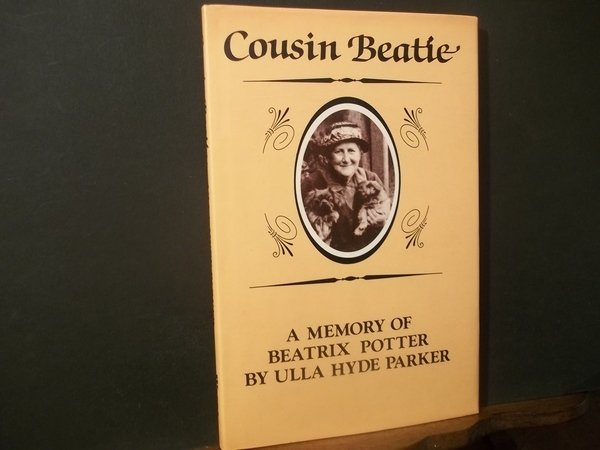 Cousin Beatie
A MEMORY OF
BEATRIX POTTER
BY ULLA HYDE PARKER